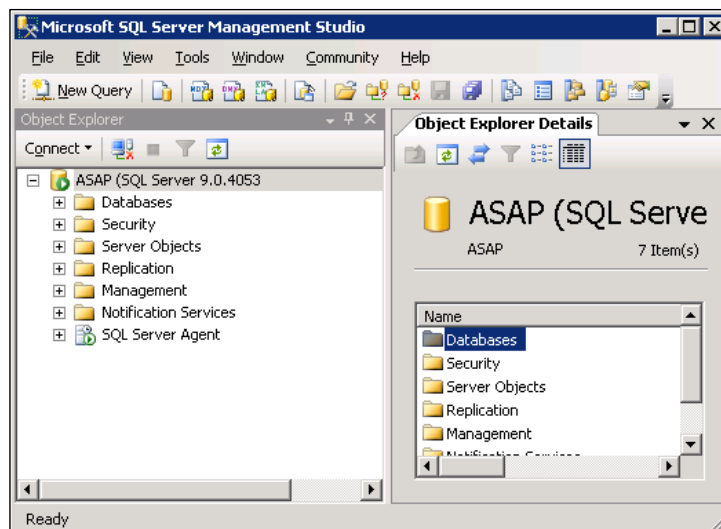 Microsoft SQL Server Management Studio
File Edit View Tools Window Community Help
New Query
Object Explorer
Connect
ASAP (SQL Server 9.0.4053
Databases
Security
Server Objects
Replication
Management
Notification Services
SQL Server Agent
Object Explorer Details
ASAP (SQL Serve
ASAP 7 Item(s)
Name
Databases
Security
Server Objects
Replication
Management
Notification Services
Ready